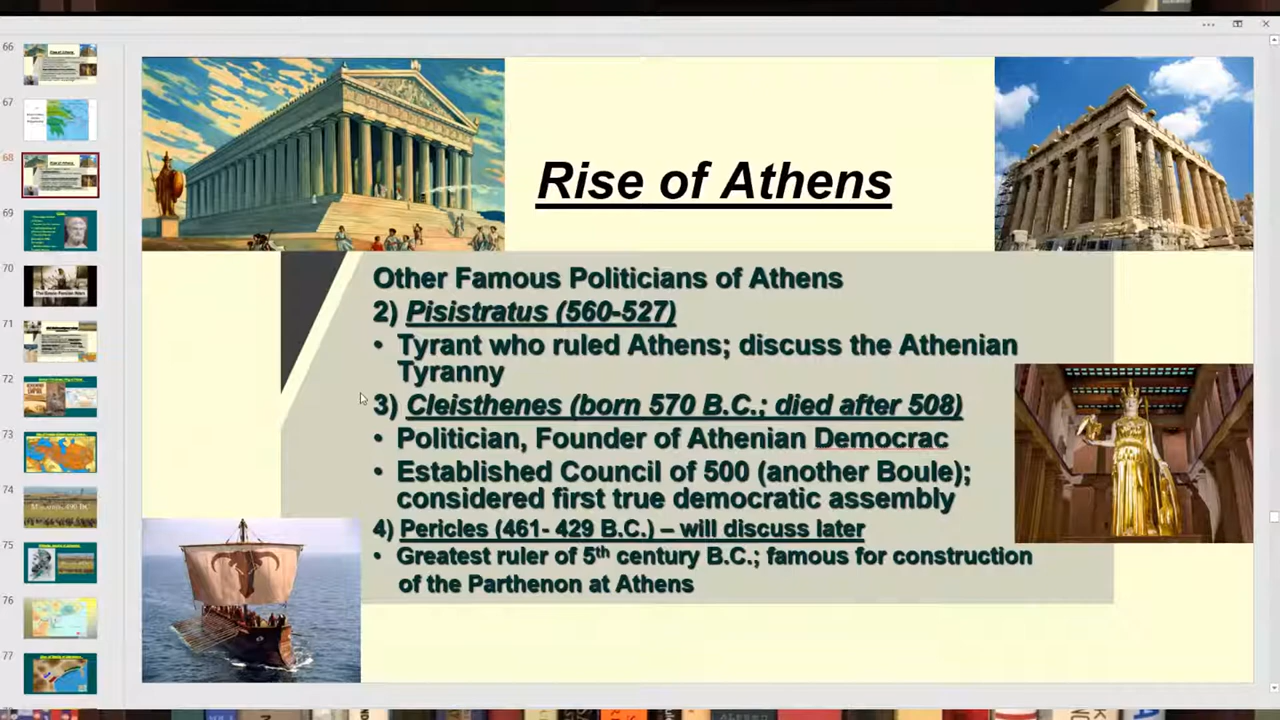 66
67
68
69
70
71
72
73
74
75
76
77
Rise of Athens
Other Famous Politicians of Athens
2) Pisistratus (560-527)
• Tyrant who ruled Athens; discuss the Athenian
Tyranny
3) Cleisthenes (born 570 B.C.; died after 508)
• Politician, Founder of Athenian Democrac
• Established Council of 500 (another Boule);
considered first true democratic assembly
4) Pericles (461- 429 B.C.) – will discuss later
• Greatest ruler of 5th century B.C.; famous for construction
of the Parthenon at Athens